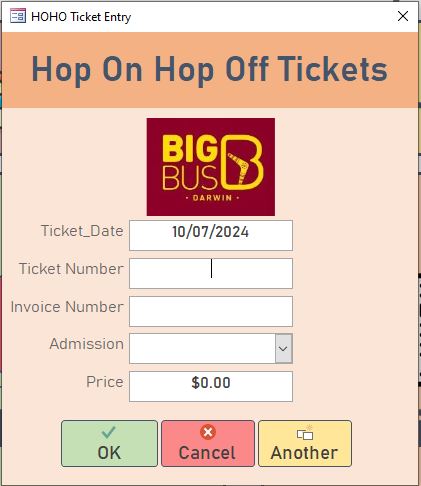 HOHO Ticket Entry
Hop On Hop Off Tickets
BIG
BUS
· DARWIN ·
Ticket_Date 10/07/2024
Ticket Number
Invoice Number
Admission
Price $0.00
OK Cancel Another